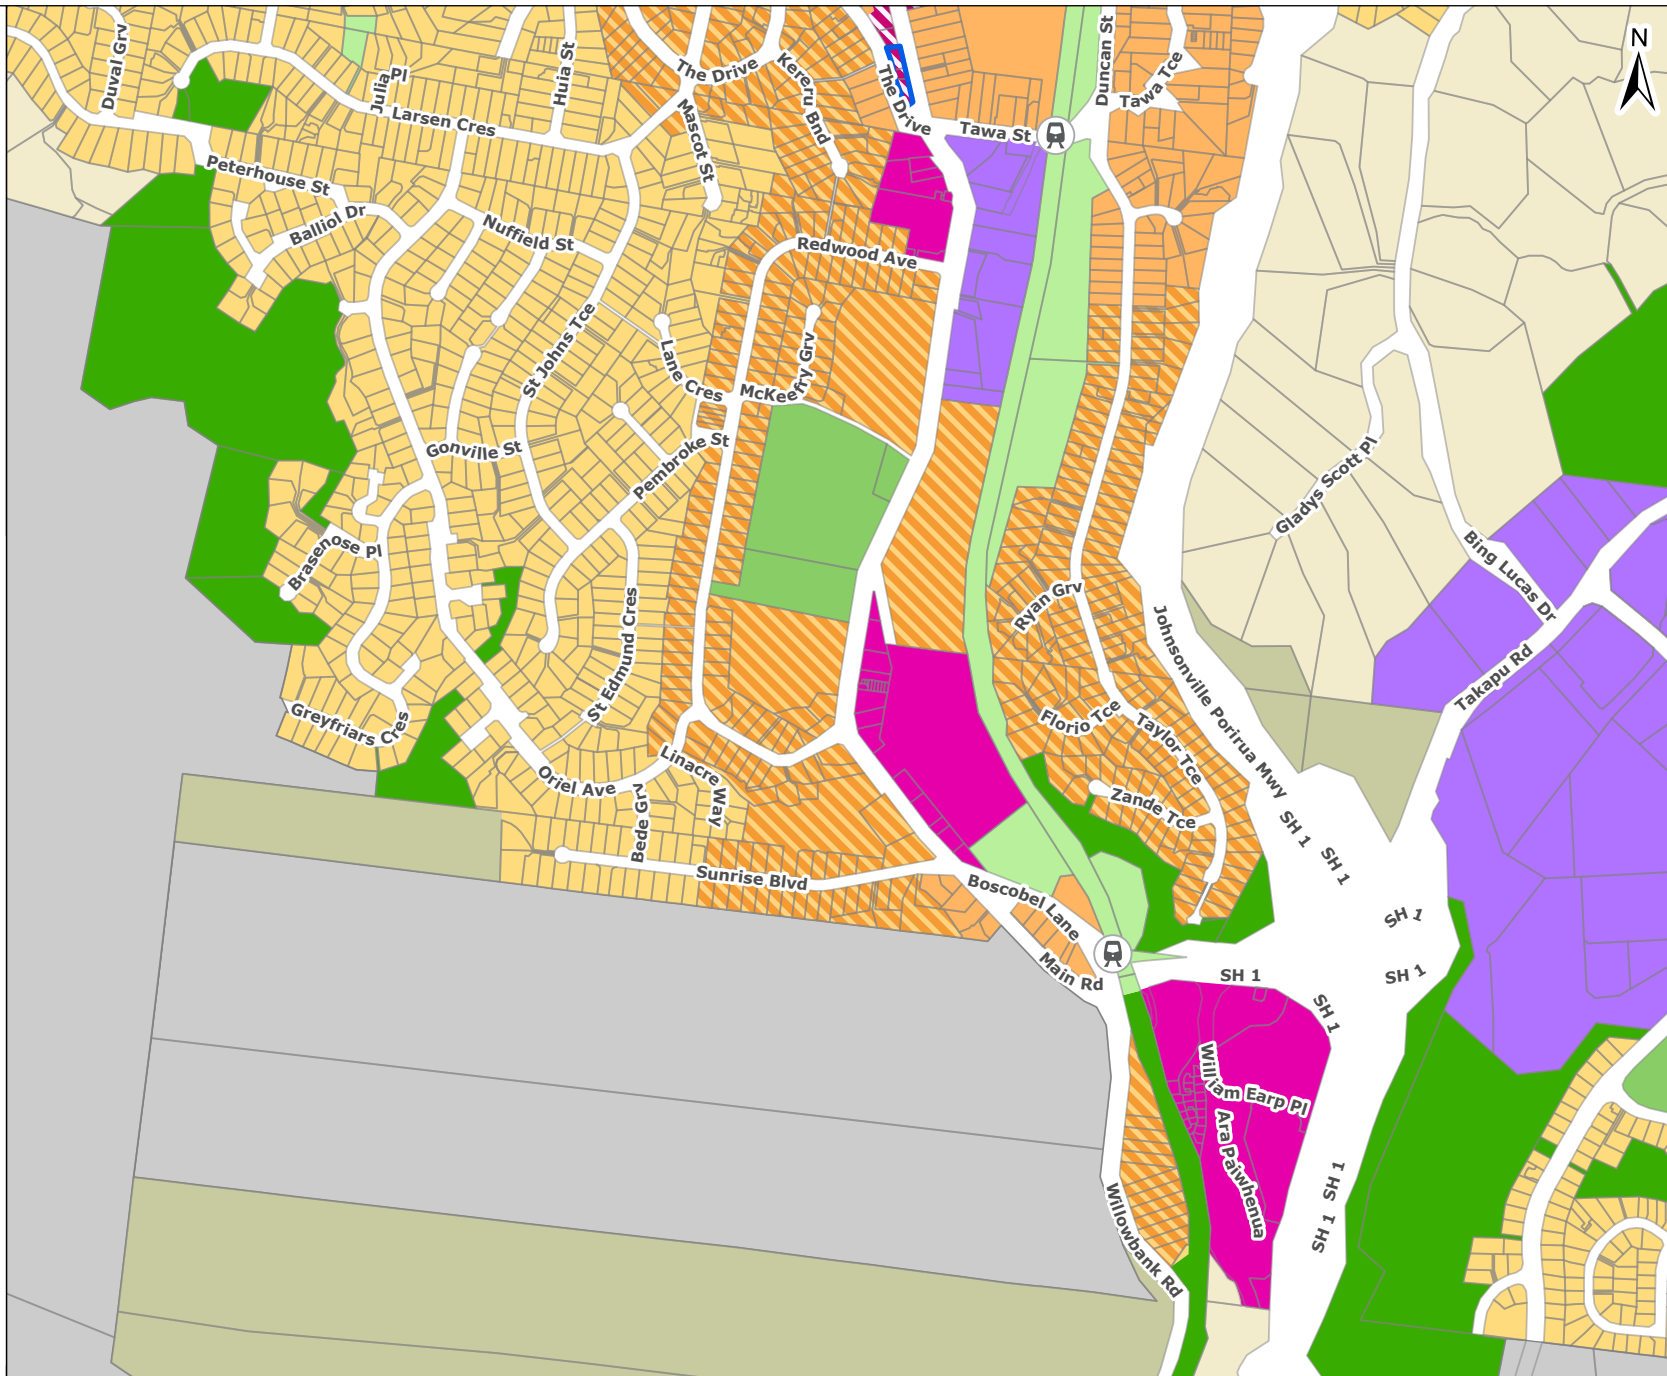 N
Duval Grv
Julia Pl
Huia St
Larsen Cres
The Drive
Kerern Bnd
Mascot St
The Drive
Tawa St
Duncan St
Tawa Tce
Peterhouse St
Balliol Dr
Nuffield St
Redwood Ave
St Johns Tce
Lane Cres
McKeefry Grv
Gonville St
Pembroke St
Brasenose Pl
Gladys Scott Pl
Bing Lucas Dr
Takapu Rd
Ryan Grv
St Edmund Cres
Greyfriars Cres
Florio Tce
Taylor Tce
Johnsonville Porirua Mwy
Zande Tce
Oriel Ave
Linacre Way
Bede Grv
Sunrise Blvd
Boscobel Lane
Main Rd
SH 1
SH 1
SH 1
SH 1
SH 1
SH 1
William Earp Pl
Ara Paiwhenua
SH 1
SH 1
Willowbank Rd